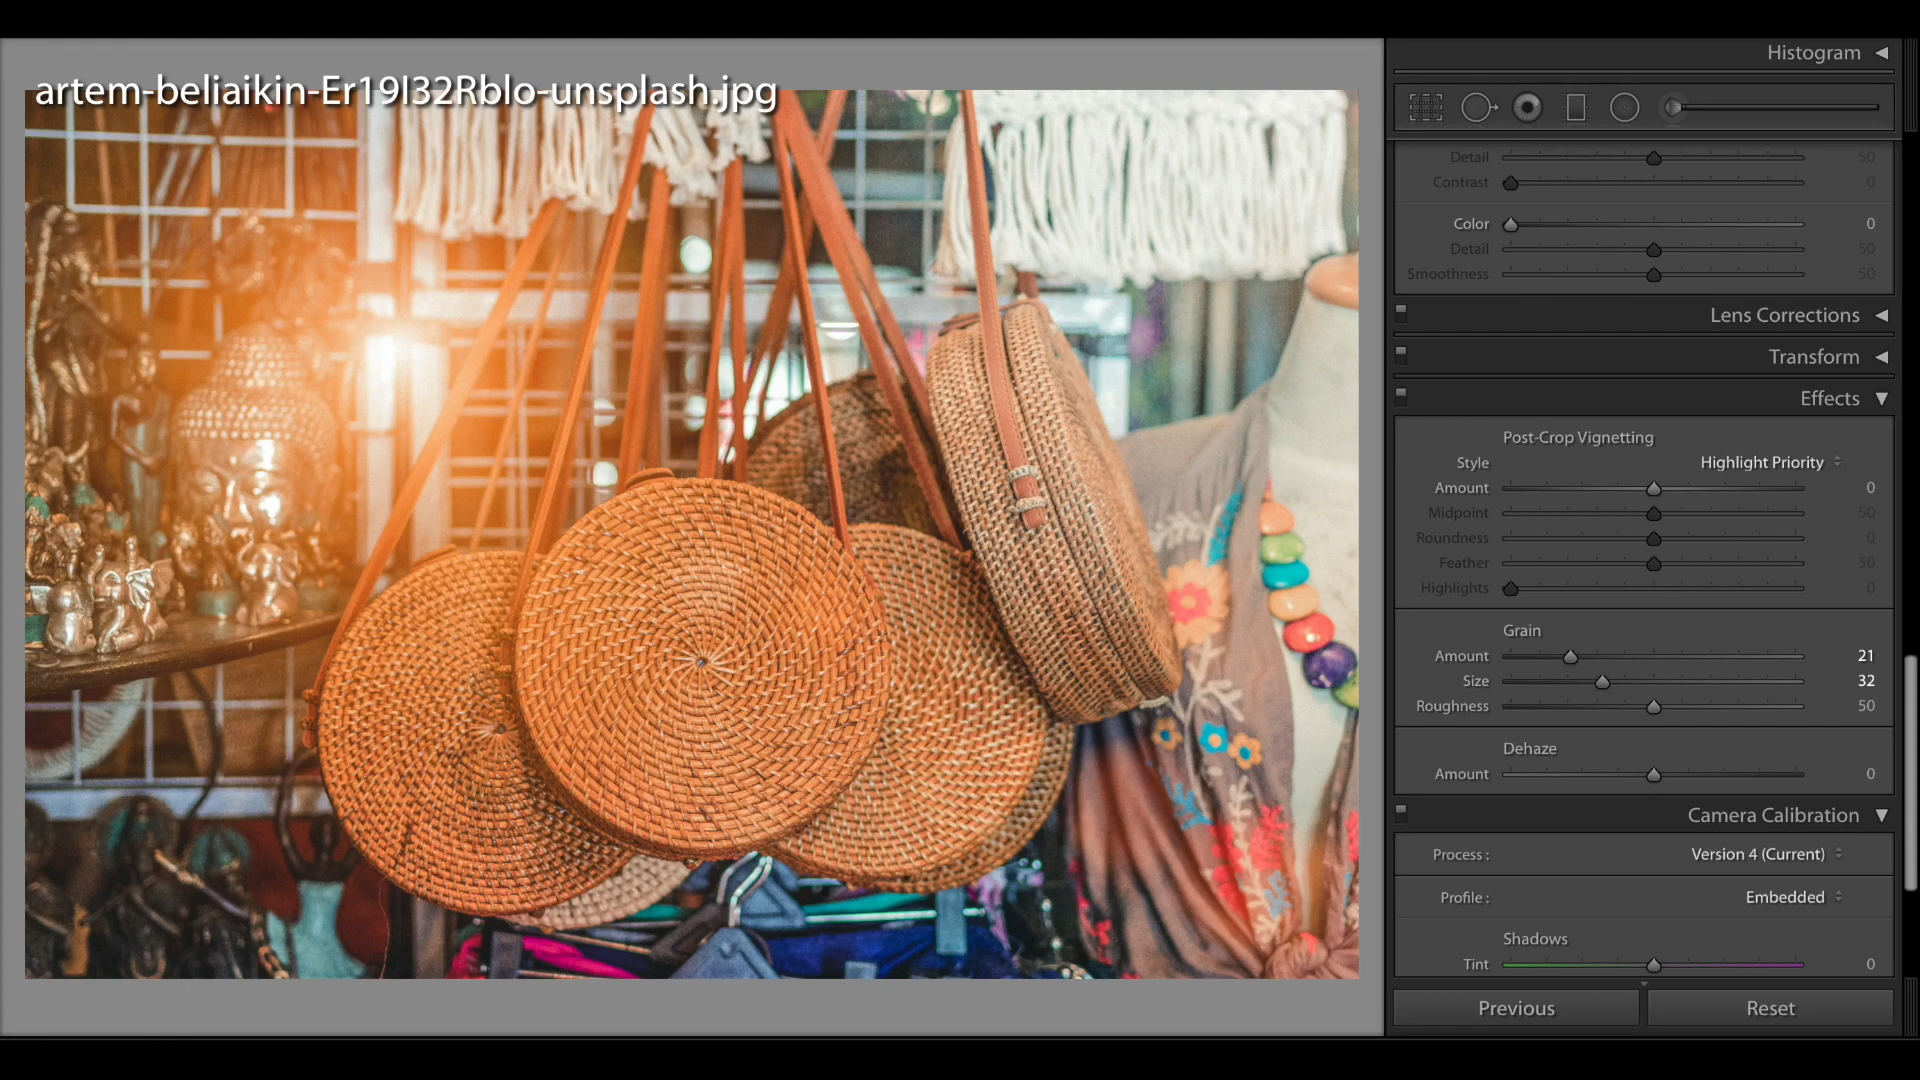 artem-beliaikin-Er19I32Rblo-unsplash.jpg
Histogram
Detail 50
Contrast 0
Color 0
Detail 50
Smoothness 50
Lens Corrections
Transform
Effects
Post-Crop Vignetting
Style Highlight Priority
Amount 0
Midpoint 50
Roundness 0
Feather 50
Highlights 0
Grain
Amount 21
Size 32
Roughness 50
Dehaze
Amount 0
Camera Calibration
Process : Version 4 (Current)
Profile : Embedded
Shadows
Tint 0
Previous Reset